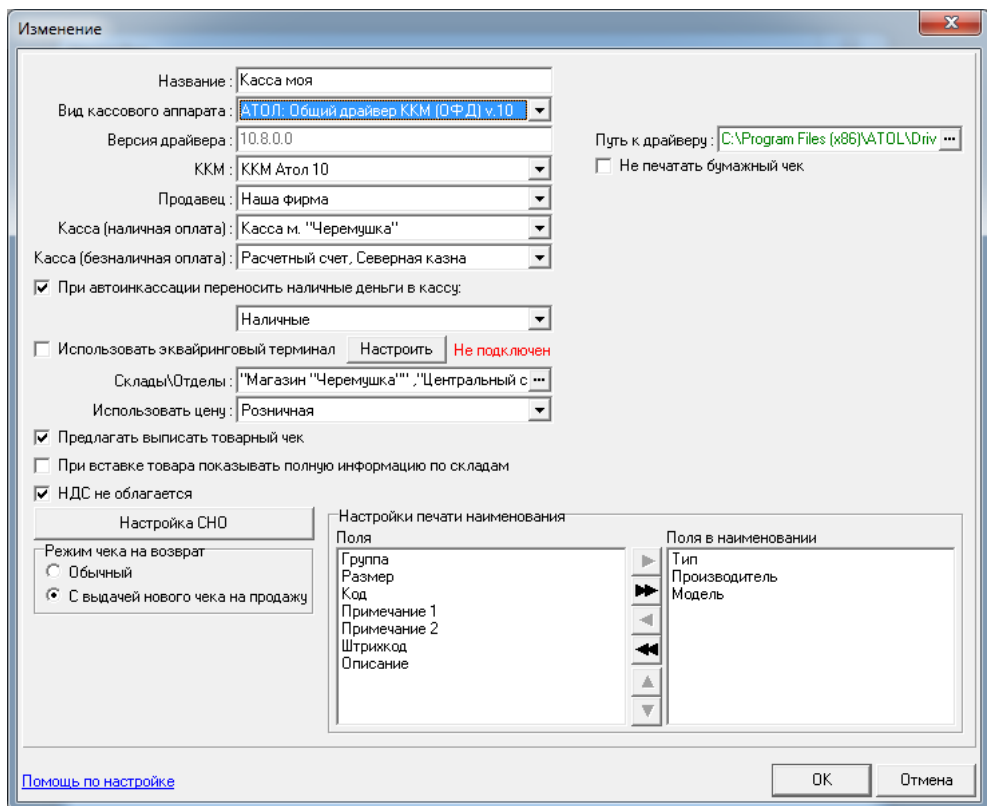 Изменение
Название : Касса моя
Вид кассового аппарата : АТОЛ: Общий драйвер ККМ (ОФД) v.10
Версия драйвера : 10.8.0.0 Путь к драйверу : C:\Program Files (x86)\ATOL\Driv ...
ККМ : ККМ Атол 10 Не печатать бумажный чек
Продавец : Наша фирма
Касса (наличная оплата) : Касса м. "Черемушка"
Касса (безналичная оплата) : Расчетный счет, Северная казна
При автоинкассации переносить наличные деньги в кассу:
Наличные
Использовать эквайринговый терминал Настроить Не подключен
Склады\Отделы : "Магазин "Черемушка"" ,"Центральный с ...
Использовать цену : Розничная
Предлагать выписать товарный чек
При вставке товара показывать полную информацию по складам
НДС не облагается
Настройка СНО
Режим чека на возврат
Обычный
С выдачей нового чека на продажу
Настройки печати наименования
Поля
Группа
Размер
Код
Примечание 1
Примечание 2
Штрихкод
Описание
Поля в наименовании
Тип
Производитель
Модель
Помощь по настройке
OK
Отмена